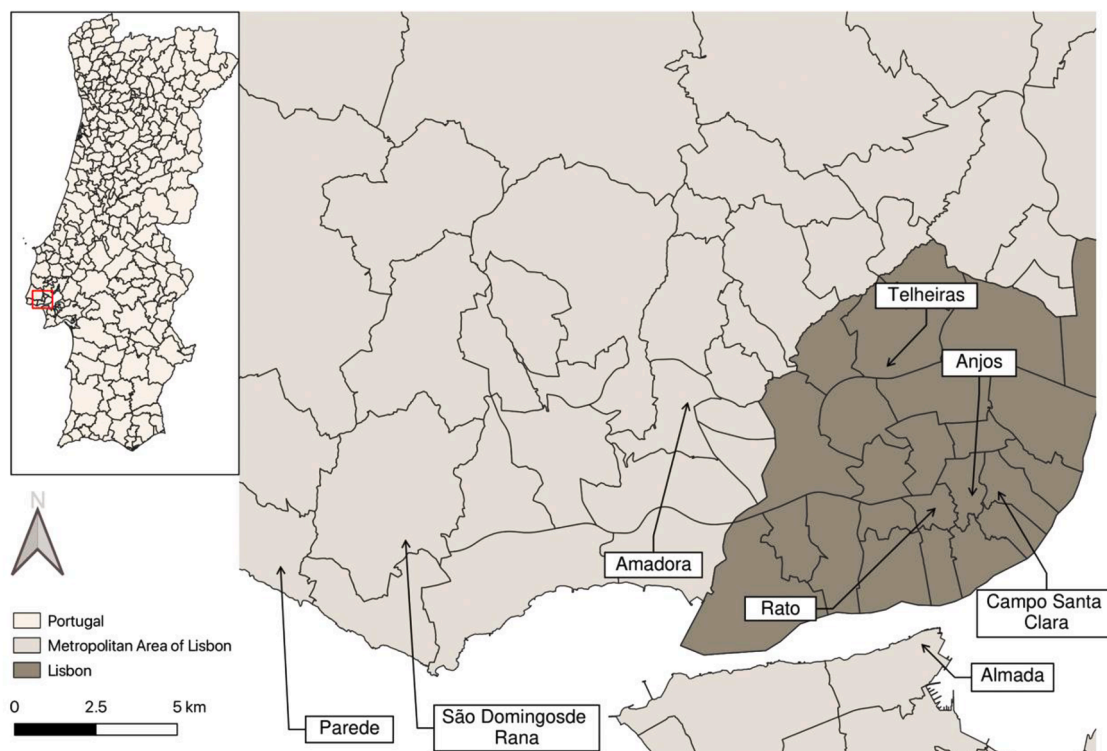 Telheiras
Anjos
N
Amadora
Rato
Campo Santa
Clara
Portugal
Metropolitan Area of Lisbon
Lisbon
Almada
0 2.5 5 km
Parede
São Domingosde
Rana